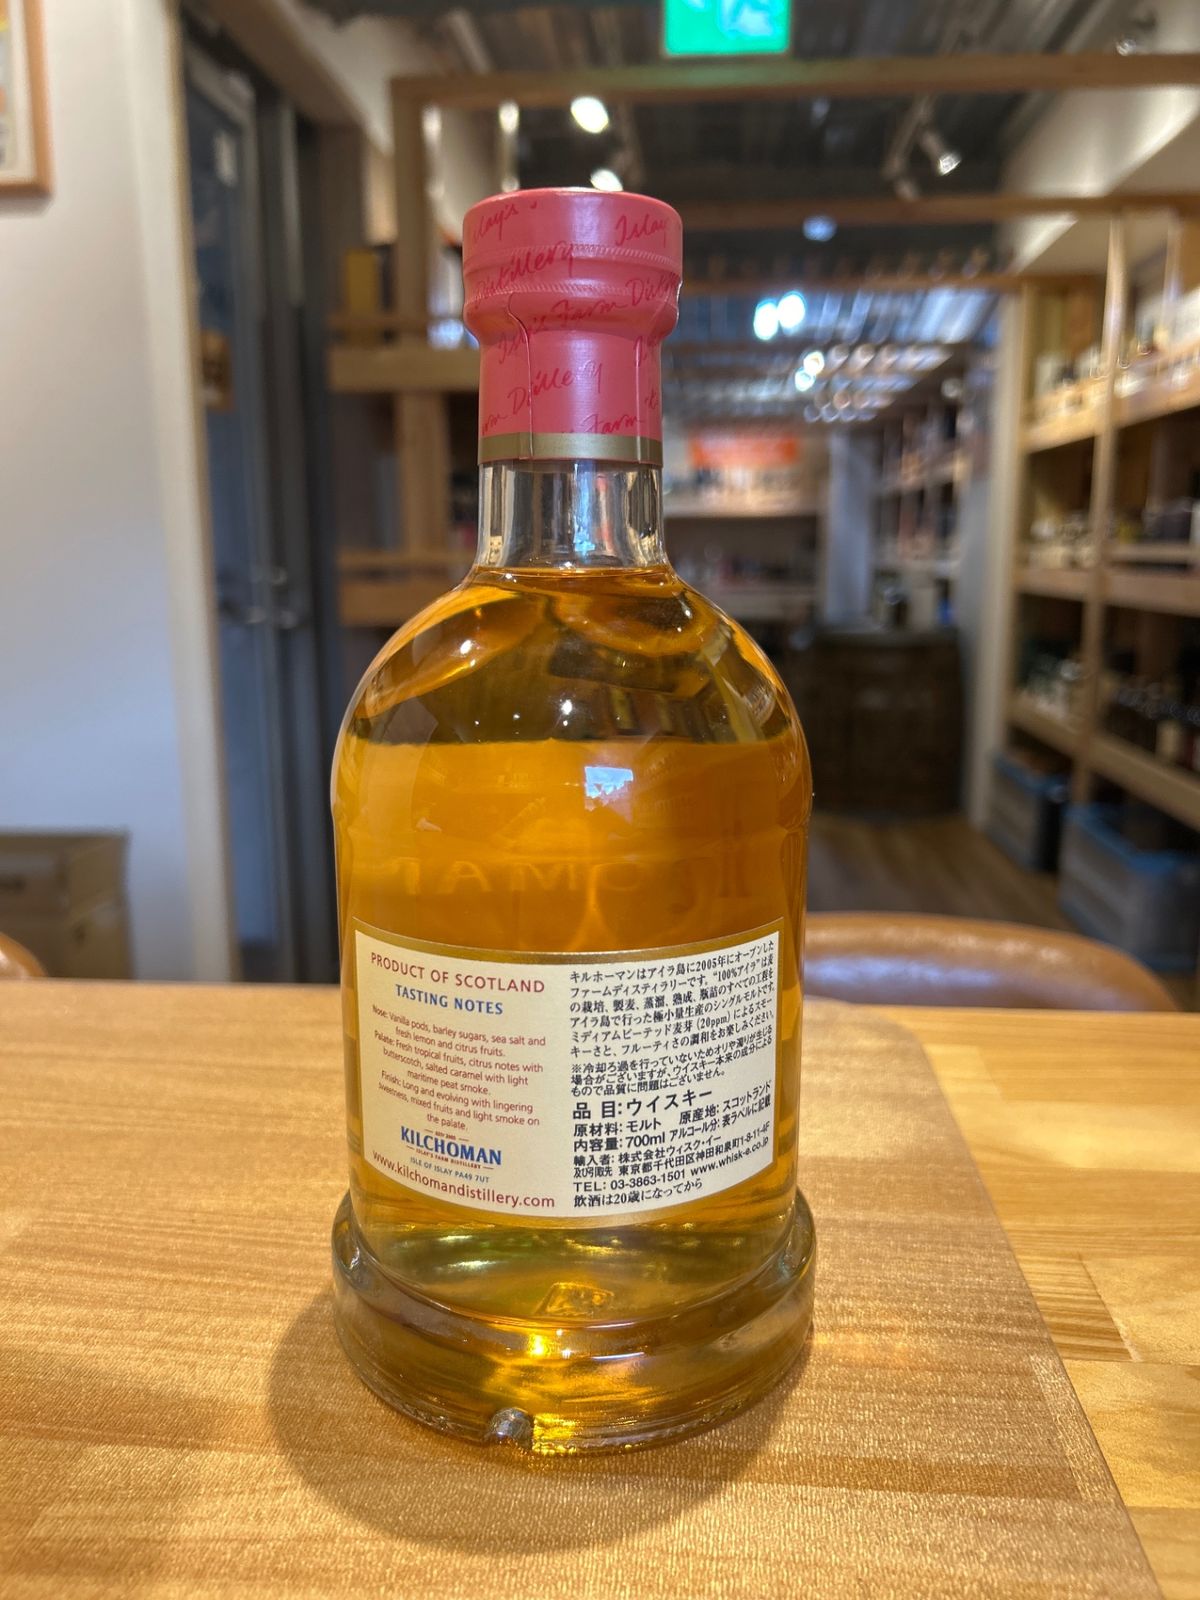 Islay's
Islay
Distillery
Farm
Distillery
Farm
PRODUCT OF SCOTLAND
TASTING NOTES
Nose: Vanilla pods, barley sugars, sea salt and
fresh lemon and citrus fruits.
Palate: Fresh tropical fruits, citrus notes with
butterscotch, salted caramel with light
maritime peat smoke.
Finish: Long and evolving with lingering
sweetness, mixed fruits and light smoke on
the palate.
ESTD 2005
KILCHOMAN
ISLAY'S FARM DISTILLERY
ISLE OF ISLAY PA49 7UT
www.kilchomandistillery.com
キルホーマンはアイラ島に2005年にオープンした
ファームディスティラリーです。"100%アイラ"は麦
の栽培、製麦、蒸溜、熟成、瓶詰のすべての工程を
アイラ島で行った極小量生産のシングルモルトです。
ミディアムピーテッド麦芽(20ppm)によるスモー
キーさと、フルーティさの調和をお楽しみください。
※冷却ろ過を行っていないためオリや濁りが生じる
場合がございますが、ウイスキー本来の成分による
もので品質に問題はございません。
品 目:ウイスキー
原材料:モルト 原産地:スコットランド
内容量:700ml アルコール分:表ラベルに記載
輸入者:株式会社ウィスク・イー
及び引取先 東京都千代田区神田和泉町1-8-11-4F
TEL: 03-3863-1501 www.whisk-e.co.jp
飲酒は20歳になってから